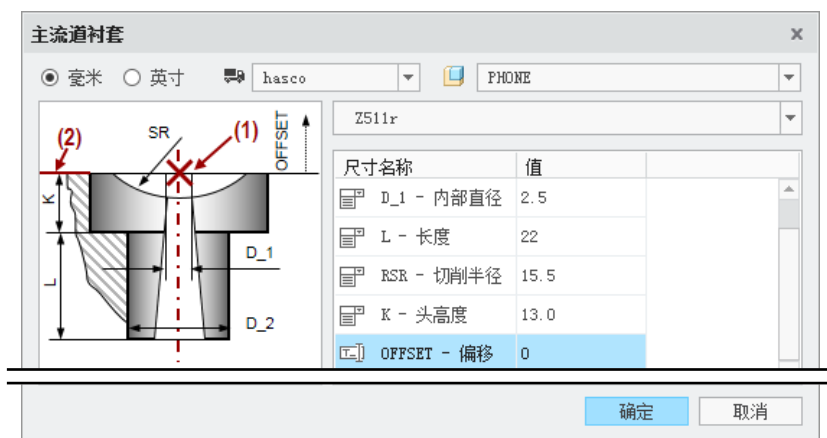 主流道衬套
毫米 英寸 hasco PHONE
Z511r
(2) SR (1) OFFSET
K
L
D_1
D_2
尺寸名称 值
D_1 - 内部直径 2.5
L - 长度 22
RSR - 切削半径 15.5
K - 头高度 13.0
OFFSET - 偏移 0
确定 取消